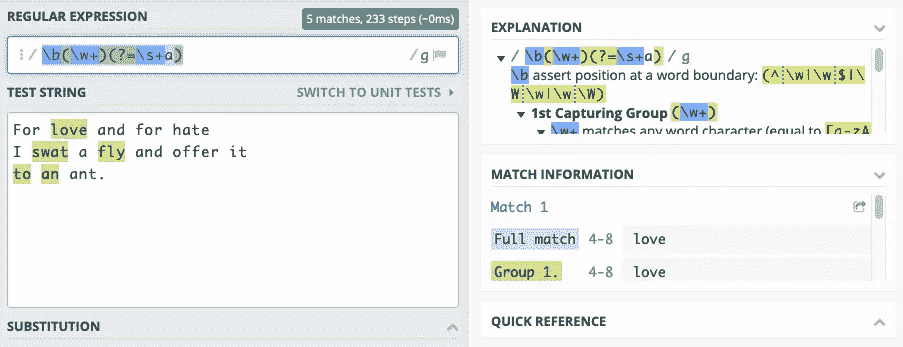 REGULAR EXPRESSION
5 matches, 233 steps (~0ms)
/ \b(\w+)(?=\s+a) / g
TEST STRING
SWITCH TO UNIT TESTS
For love and for hate
I swat a fly and offer it
to an ant.
SUBSTITUTION
EXPLANATION
/ \b(\w+)(?=\s+a) / g
\b assert position at a word boundary: (^\w|\w$|\
W\w|\w\W)
1st Capturing Group (\w+)
\w+ matches any word character (equal to [a-zA
MATCH INFORMATION
Match 1
Full match 4-8 love
Group 1. 4-8 love
QUICK REFERENCE